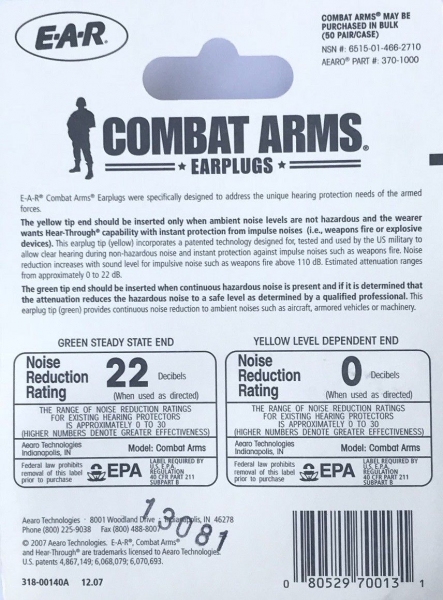 E·A·R®
COMBAT ARMS® MAY BE
PURCHASED IN BULK
(50 PAIR/CASE)
NSN #: 6515-01-466-2710
AEARO® PART #: 370-1000
COMBAT ARMS®
EARPLUGS
E-A-R® Combat Arms® Earplugs were specifically designed to address the unique hearing protection needs of the armed
forces.
The yellow tip end should be inserted only when ambient noise levels are not hazardous and the wearer
wants Hear-Through® capability with instant protection from impulse noises (i.e., weapons fire or explosive
devices). This earplug tip (yellow) incorporates a patented technology designed for, tested and used by the US military to
allow clear hearing during non-hazardous noise and instant protection against impulse noises such as weapons fire. Noise
reduction increases with sound level for impulsive noise such as weapons fire above 110 dB. Estimated attenuation ranges
from approximately 0 to 22 dB.
The green tip end should be inserted when continuous hazardous noise is present and if it is determined that
the attenuation reduces the hazardous noise to a safe level as determined by a qualified professional. This
earplug tip (green) provides continuous noise reduction to ambient noises such as aircraft, armored vehicles or machinery.
GREEN STEADY STATE END
Noise
Reduction
Rating
22 Decibels
(When used as directed)
THE RANGE OF NOISE REDUCTION RATINGS
FOR EXISTING HEARING PROTECTORS
IS APPROXIMATELY 0 TO 30
(HIGHER NUMBERS DENOTE GREATER EFFECTIVENESS)
Aearo Technologies
Indianapolis, IN
Model: Combat Arms
Federal law prohibits
removal of this label
prior to purchase
EPA
LABEL REQUIRED BY
U.S. E.P.A.
REGULATION
40 CFR PART 211
SUBPART B
YELLOW LEVEL DEPENDENT END
Noise
Reduction
Rating
0 Decibels
(When used as directed)
THE RANGE OF NOISE REDUCTION RATINGS
FOR EXISTING HEARING PROTECTORS
IS APPROXIMATELY 0 TO 30
(HIGHER NUMBERS DENOTE GREATER EFFECTIVENESS)
Aearo Technologies
Indianapolis, IN
Model: Combat Arms
Federal law prohibits
removal of this label
prior to purchase
EPA
LABEL REQUIRED BY
U.S. E.P.A.
REGULATION
40 CFR PART 211
SUBPART B
13081
Aearo Technologies · 8001 Woodland Drive · Indianapolis, IN 46278
Phone (800) 225-9038 Fax (800) 488-8007
© 2007 Aearo Technologies. E-A-R®, Combat Arms®
and Hear-Through® are trademarks licensed to Aearo Technologies.
U.S. patents 4,867,149; 6,068,079; 6,070,693.
318-00140A 12.07
0 80529 70013 1